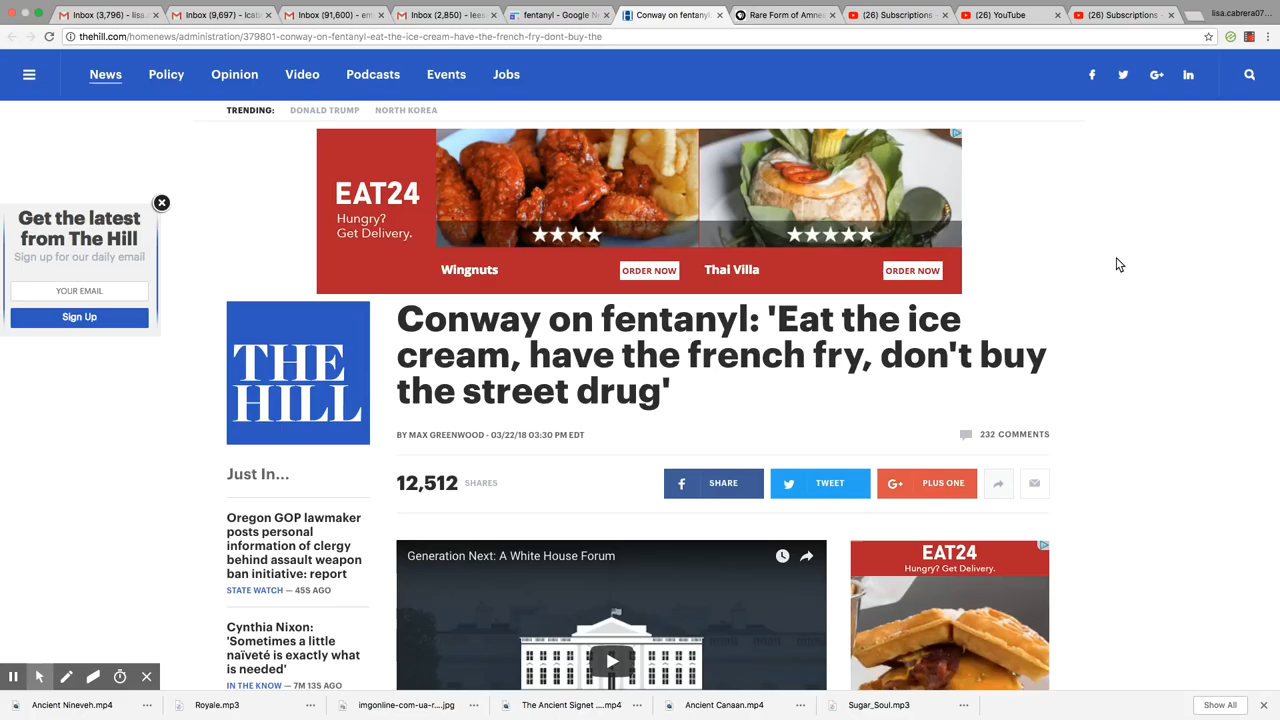 Inbox (3,796) - lisa.
Inbox (9,697) - lcab
Inbox (91,600) - em
Inbox (2,850) - lees
fentanyl - Google N
Conway on fentanyl:
Rare Form of Amnes
(26) Subscriptions -
(26) YouTube
(26) Subscriptions -
lisa.cabrera07...
thehill.com/homenews/administration/379801-conway-on-fentanyl-eat-the-ice-cream-have-the-french-fry-dont-buy-the
News
Policy
Opinion
Video
Podcasts
Events
Jobs
TRENDING: DONALD TRUMP NORTH KOREA
EAT24
Hungry?
Get Delivery.
Wingnuts
ORDER NOW
Thai Villa
ORDER NOW
Get the latest
from The Hill
Sign up for our daily email
YOUR EMAIL
Sign Up
THE
HILL
Conway on fentanyl: 'Eat the ice
cream, have the french fry, don't buy
the street drug'
BY MAX GREENWOOD - 03/22/18 03:30 PM EDT
232 COMMENTS
12,512 SHARES
SHARE
TWEET
PLUS ONE
Just In...
Oregon GOP lawmaker
posts personal
information of clergy
behind assault weapon
ban initiative: report
STATE WATCH — 45S AGO
Cynthia Nixon:
'Sometimes a little
naïveté is exactly what
is needed'
IN THE KNOW — 7M 13S AGO
Generation Next: A White House Forum
EAT24
Hungry? Get Delivery.
Ancient Nineveh.mp4
Royale.mp3
imgonline-com-ua-r....jpg
The Ancient Signet ....mp4
Ancient Canaan.mp4
Sugar_Soul.mp3
Show All